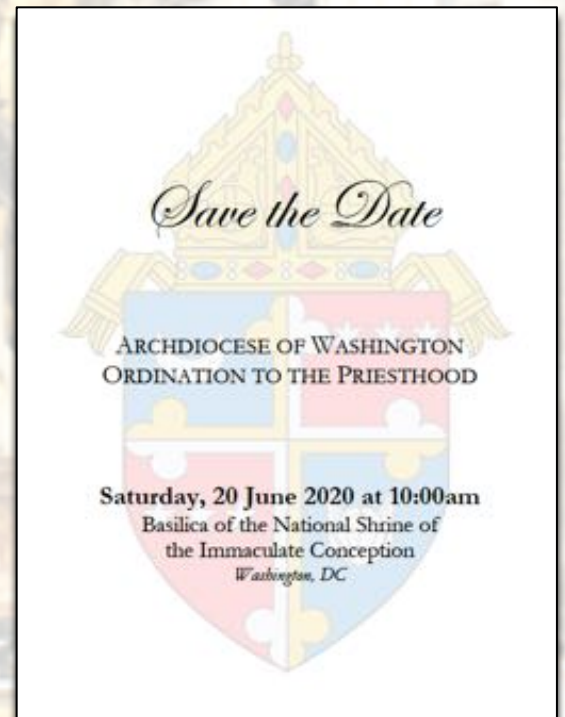 Save the Date
ARCHDIOCESE OF WASHINGTON
ORDINATION TO THE PRIESTHOOD
Saturday, 20 June 2020 at 10:00am
Basilica of the National Shrine of
the Immaculate Conception
Washington, DC